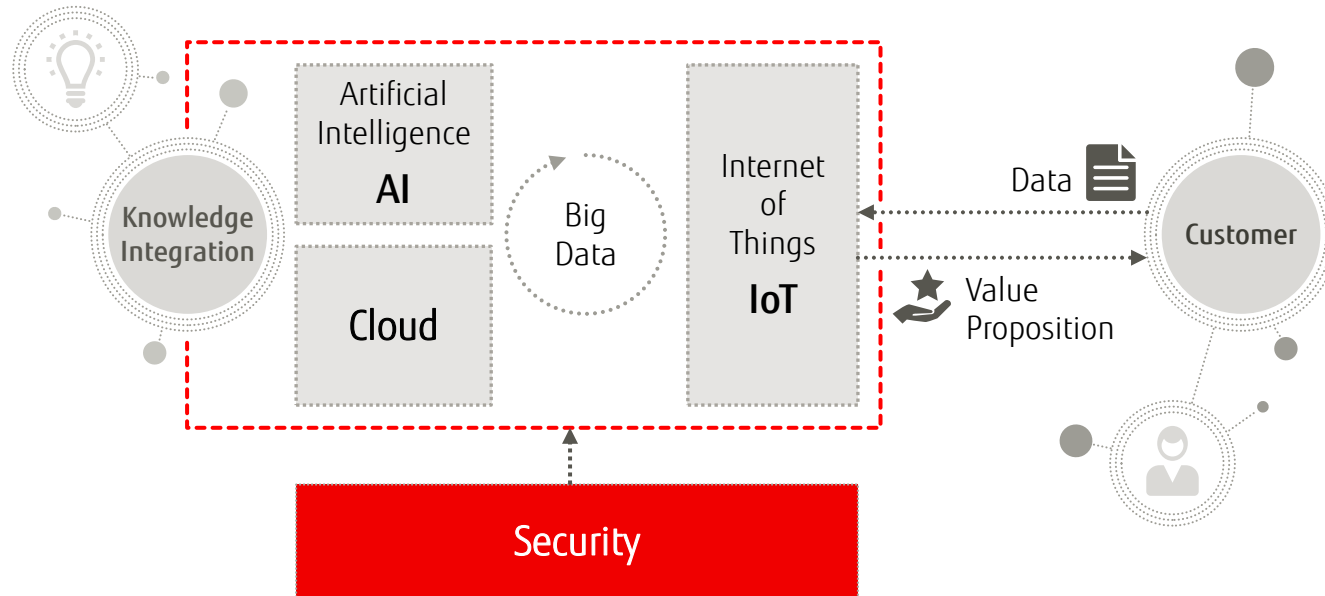 Knowledge
Integration
Artificial
Intelligence
AI
Cloud
Big
Data
Internet
of
Things
IoT
Data
Value
Proposition
Customer
Security